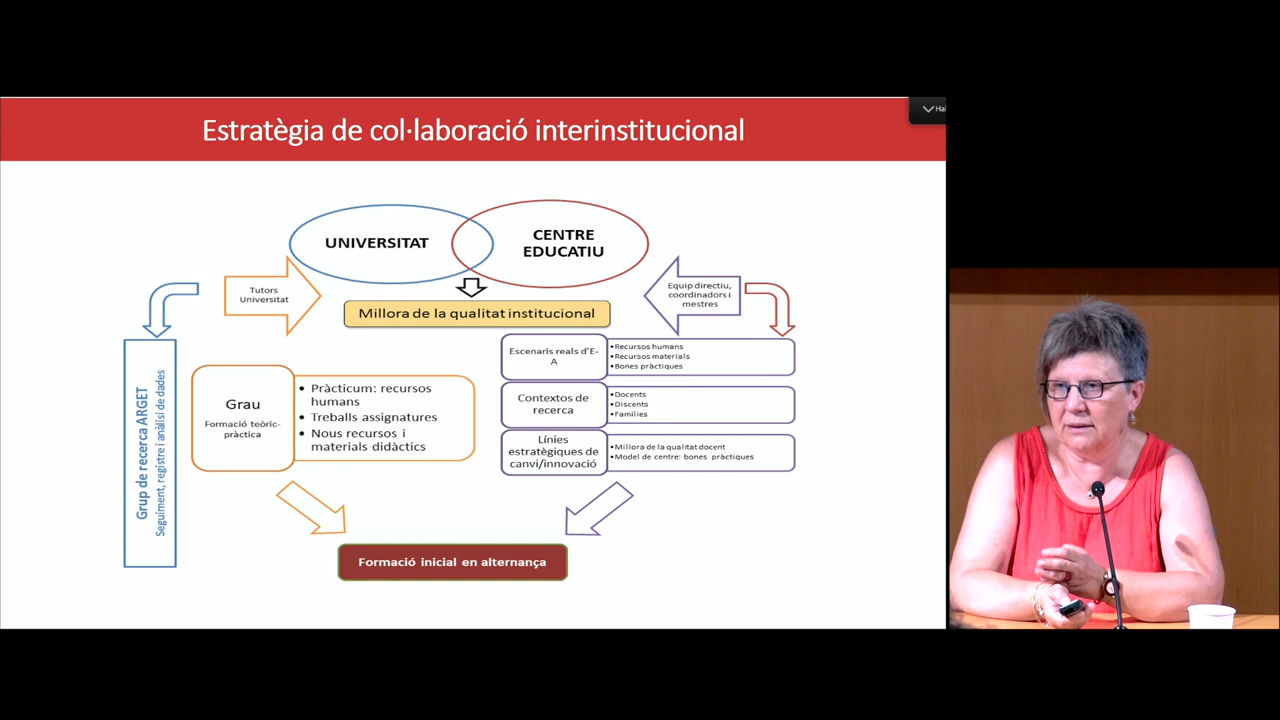 Estratègia de col·laboració interinstitucional
UNIVERSITAT
CENTRE
EDUCATIU
Tutors
Universitat
Equip directiu,
coordinadors i
mestres
Millora de la qualitat institucional
Grup de recerca ARGET
Seguiment, registre i anàlisi de dades
Grau
Formació teòric-
pràctica
• Pràcticum: recursos
humans
• Treballs assignatures
• Nous recursos i
materials didàctics
Escenaris reals d'E-
A
•Recursos humans
•Recursos materials
•Bones pràctiques
Contextos de
recerca
•Docents
•Discents
•Famílies
Línies
estratègiques de
canvi/innovació
•Millora de la qualitat docent
•Model de centre: bones pràctiques
Formació inicial en alternança